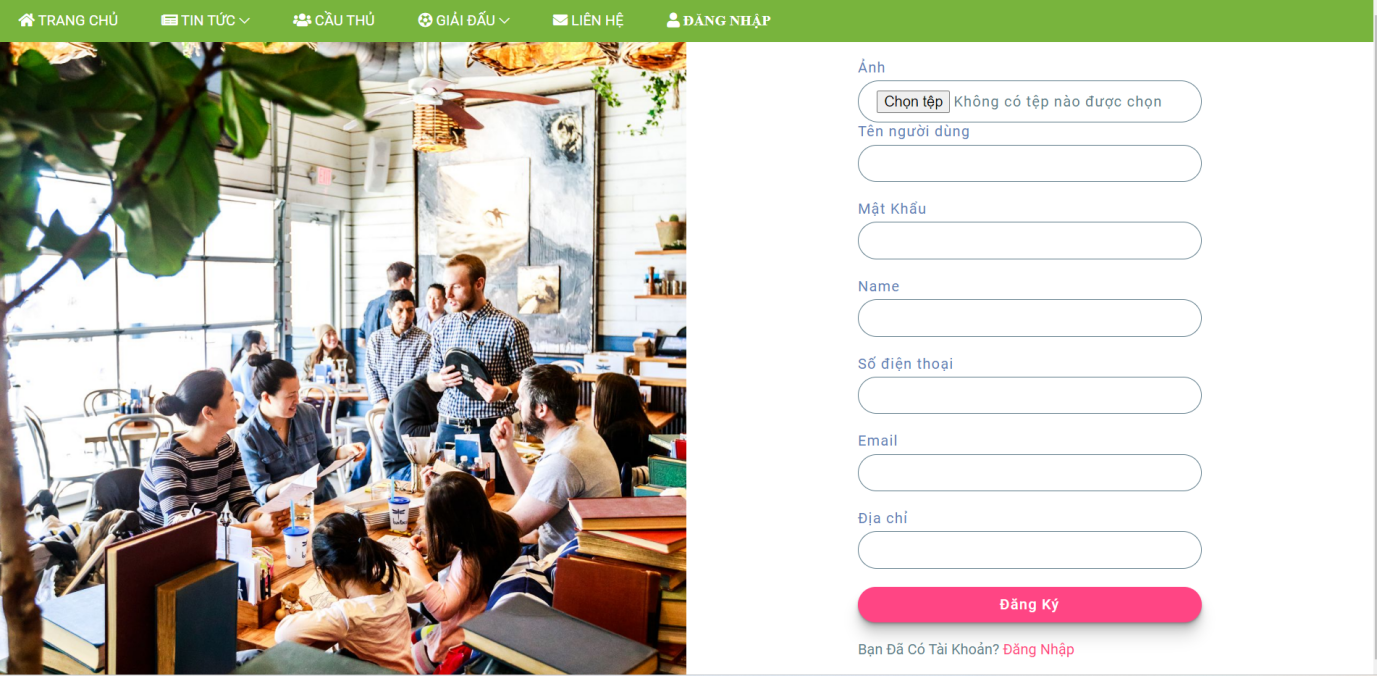 TRANG CHỦ TIN TỨC CẦU THỦ GIẢI ĐẤU LIÊN HỆ ĐĂNG NHẬP
Ảnh
Chọn tệp Không có tệp nào được chọn
Tên người dùng
Mật Khẩu
Name
Số điện thoại
Email
Địa chỉ
Đăng Ký
Bạn Đã Có Tài Khoản? Đăng Nhập